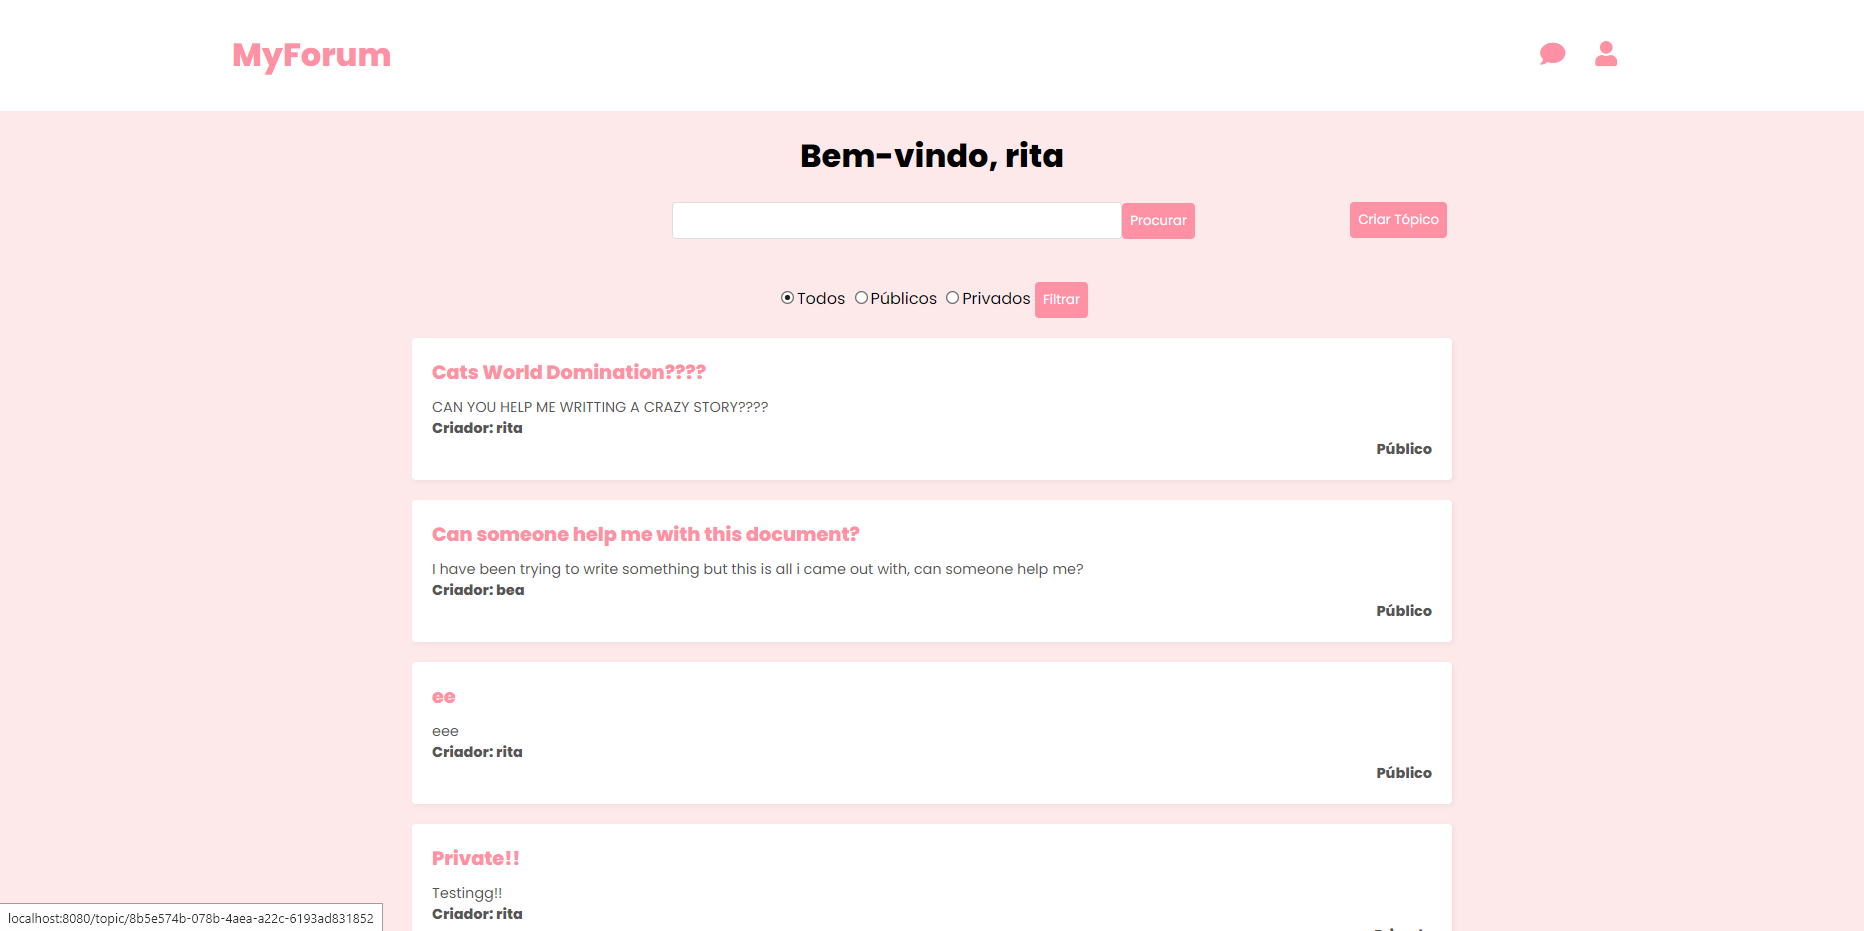 MyForum
Bem-vindo, rita
Procurar
Criar Tópico
Todos Públicos Privados Filtrar
Cats World Domination????
CAN YOU HELP ME WRITTING A CRAZY STORY????
Criador: rita
Público
Can someone help me with this document?
I have been trying to write something but this is all i came out with, can someone help me?
Criador: bea
Público
ee
eee
Criador: rita
Público
Private!!
Testingg!!
Criador: rita
localhost:8080/topic/8b5e574b-078b-4aea-a22c-6193ad831852